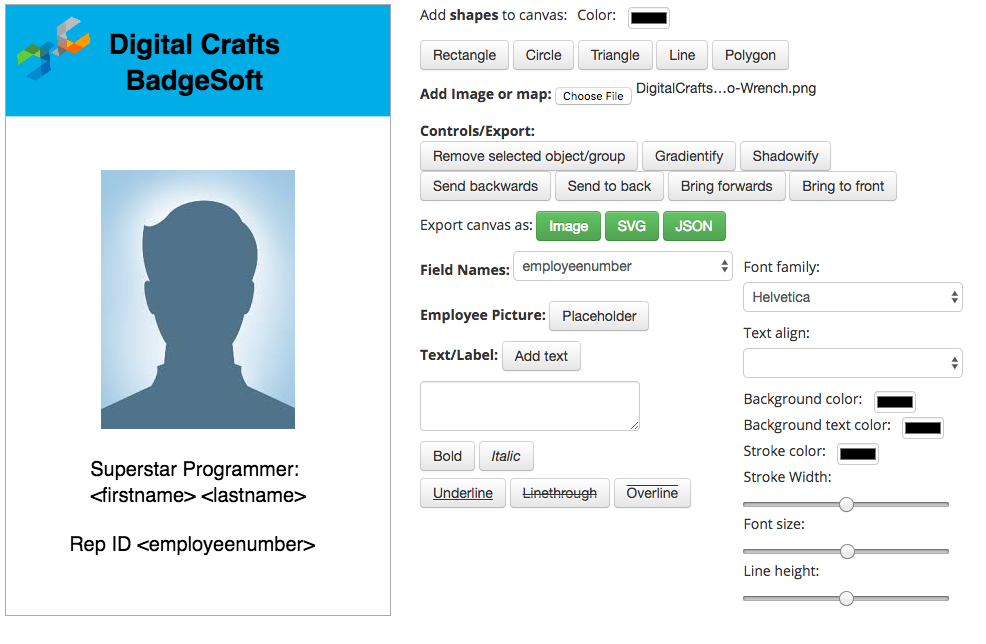 Digital Crafts
BadgeSoft
Superstar Programmer:
<firstname> <lastname>
Rep ID <employeenumber>
Add shapes to canvas: Color:
Rectangle Circle Triangle Line Polygon
Add Image or map: Choose File DigitalCrafts...o-Wrench.png
Controls/Export:
Remove selected object/group Gradientify Shadowify
Send backwards Send to back Bring forwards Bring to front
Export canvas as: Image SVG JSON
Field Names: employeenumber
Employee Picture: Placeholder
Text/Label: Add text
Bold Italic
Underline Linethrough Overline
Font family:
Helvetica
Text align:
Background color:
Background text color:
Stroke color:
Stroke Width:
Font size:
Line height: